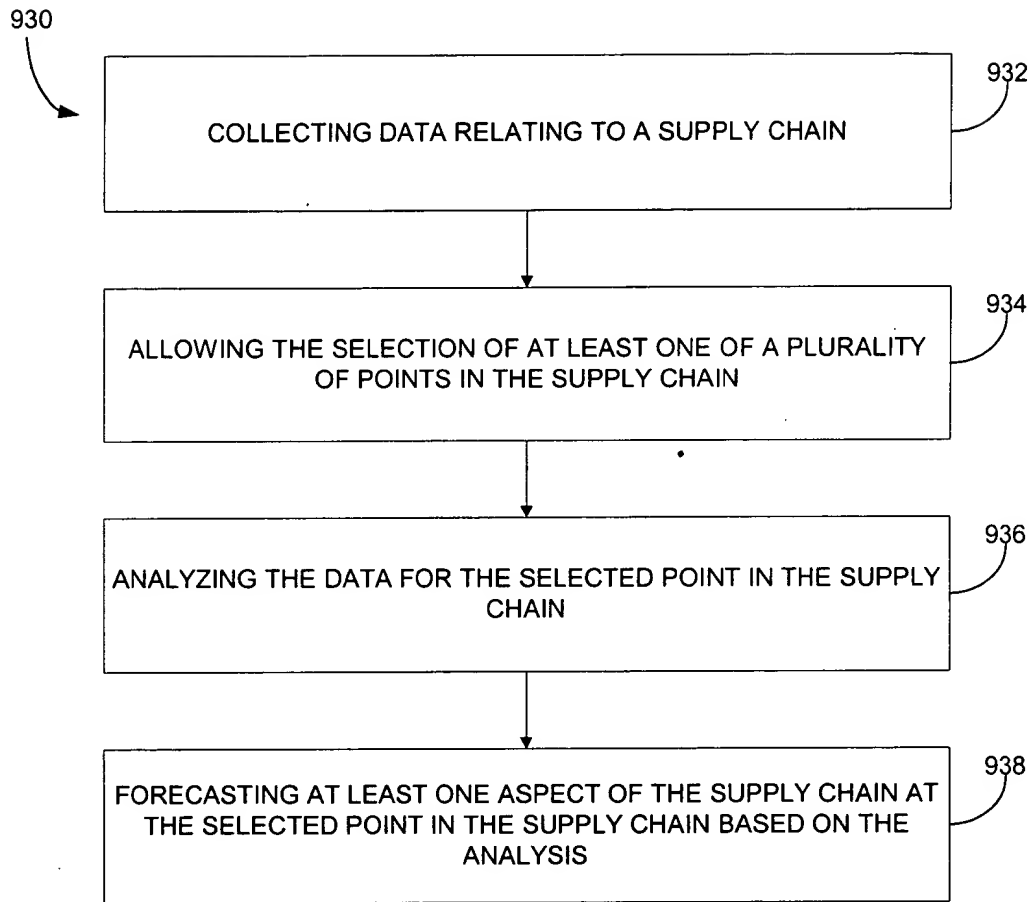 930
932
COLLECTING DATA RELATING TO A SUPPLY CHAIN
934
ALLOWING THE SELECTION OF AT LEAST ONE OF A PLURALITY
OF POINTS IN THE SUPPLY CHAIN
936
ANALYZING THE DATA FOR THE SELECTED POINT IN THE SUPPLY
CHAIN
938
FORECASTING AT LEAST ONE ASPECT OF THE SUPPLY CHAIN AT
THE SELECTED POINT IN THE SUPPLY CHAIN BASED ON THE
ANALYSIS